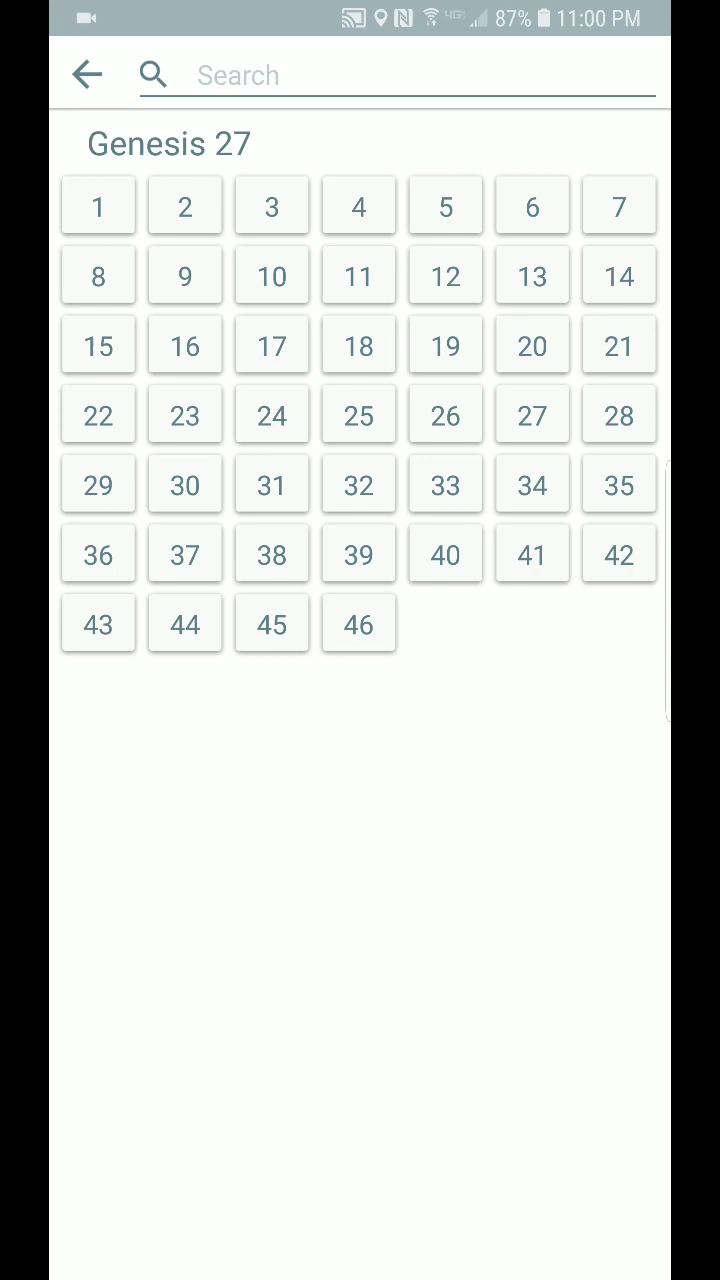 87% 11:00 PM
Search
Genesis 27
1 2 3 4 5 6 7
8 9 10 11 12 13 14
15 16 17 18 19 20 21
22 23 24 25 26 27 28
29 30 31 32 33 34 35
36 37 38 39 40 41 42
43 44 45 46